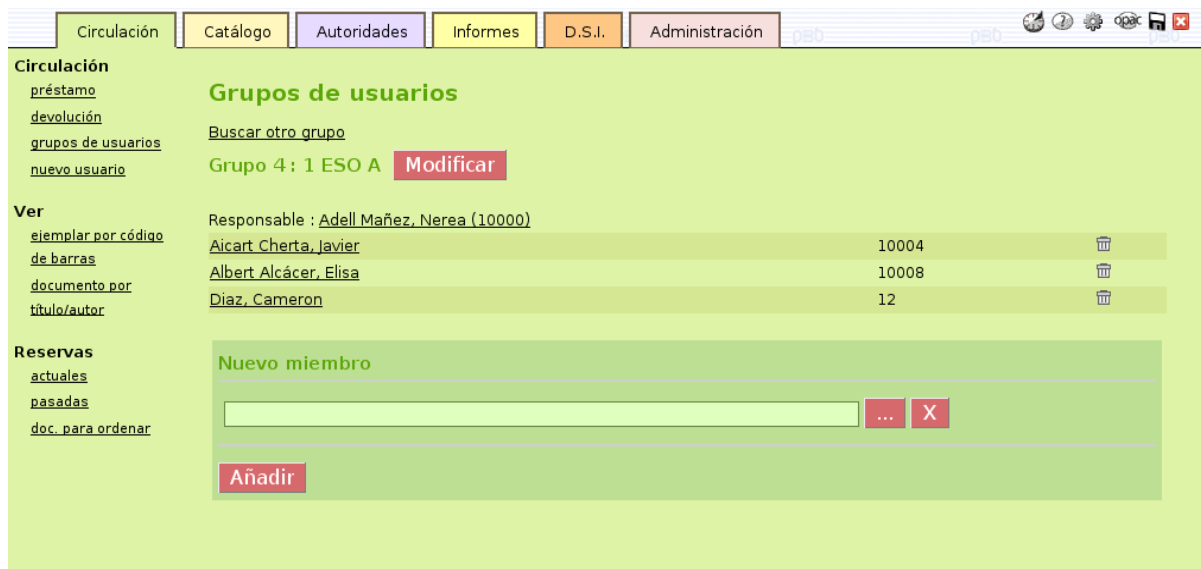 Circulación Catálogo Autoridades Informes D.S.I. Administración pmb pmb pmb opac
Circulación
préstamo
devolución
grupos de usuarios
nuevo usuario
Ver
ejemplar por código
de barras
documento por
título/autor
Reservas
actuales
pasadas
doc. para ordenar
Grupos de usuarios
Buscar otro grupo
Grupo 4 : 1 ESO A Modificar
Responsable : Adell Mañez, Nerea (10000)
Aicart Cherta, Javier 10004
Albert Alcácer, Elisa 10008
Diaz, Cameron 12
Nuevo miembro
... X
Añadir